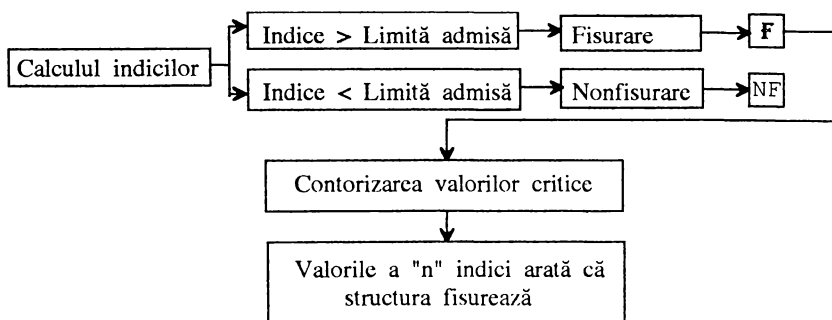 Calculul indicilor
Indice > Limită admisă
Fisurare
F
Indice < Limită admisă
Nonfisurare
NF
Contorizarea valorilor critice
Valorile a "n" indici arată că
structura fisurează